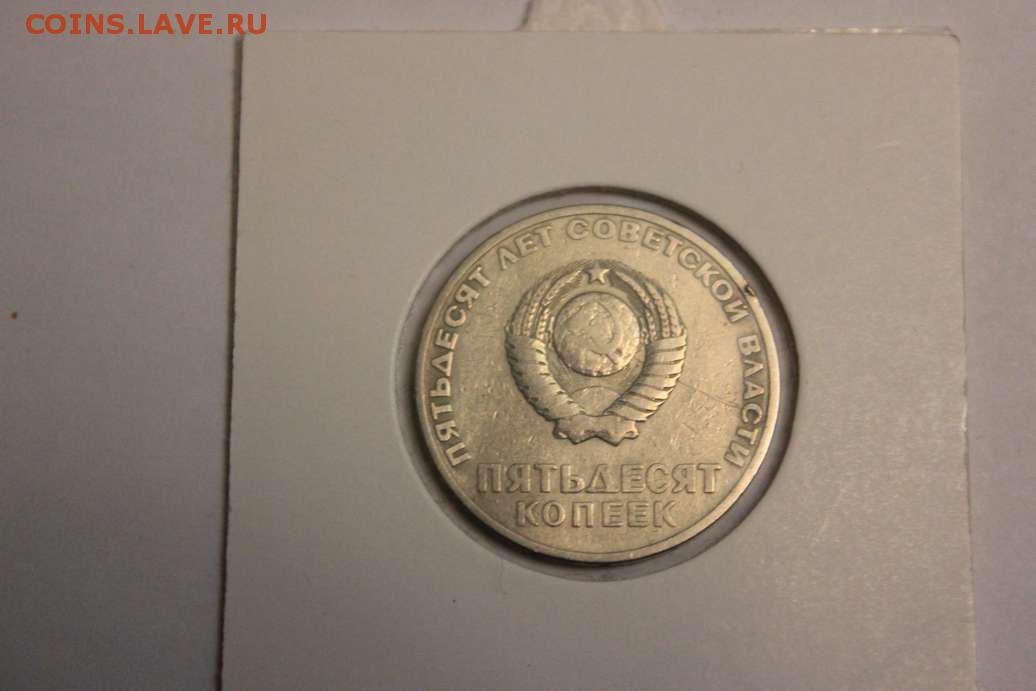 COINS.LAVE.RU
ПЯТЬДЕСЯТ ЛЕТ СОВЕТСКОЙ ВЛАСТИ
ПЯТЬДЕСЯТ
КОПЕЕК